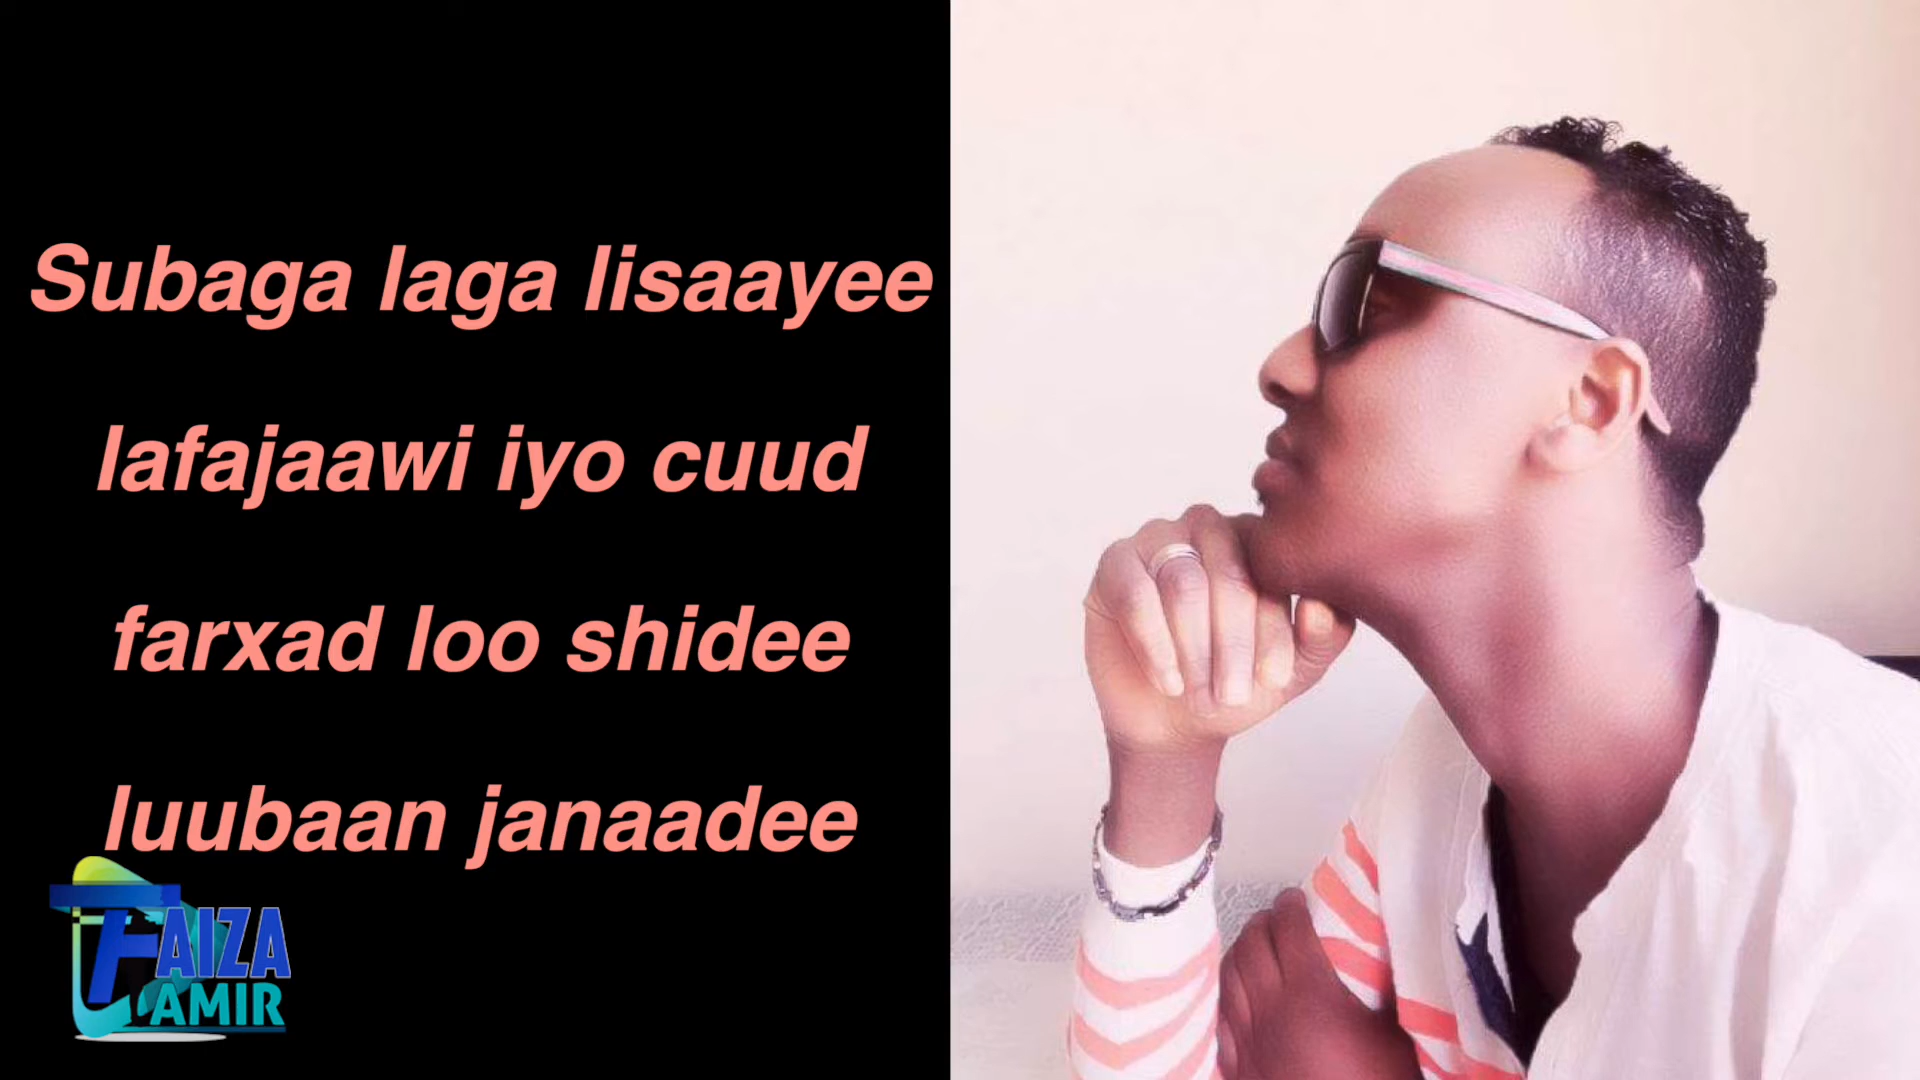 Subaga laga lisaayee
lafajaawi iyo cuud
farxad loo shidee
luubaan janaadee
FAIZA
AMIR